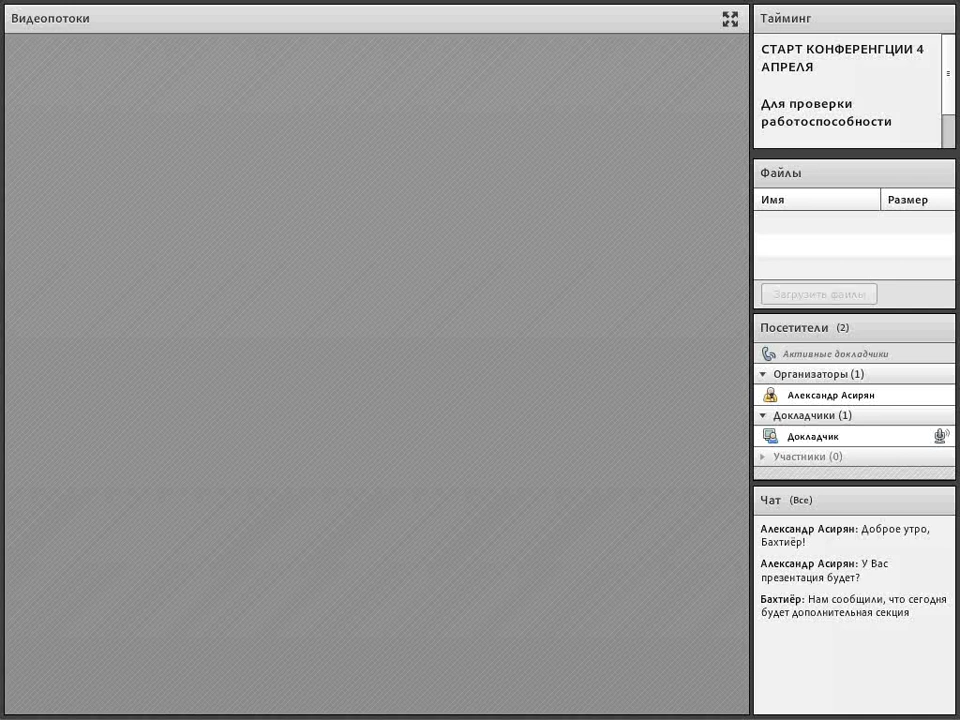 Видеопотоки
Тайминг
СТАРТ КОНФЕРЕНГЦИИ 4
АПРЕЛЯ
Для проверки
работоспособности
Файлы
Имя Размер
Загрузить файлы
Посетители (2)
Активные докладчики
Организаторы (1)
Александр Асирян
Докладчики (1)
Докладчик
Участники (0)
Чат (Все)
Александр Асирян: Доброе утро,
Бахтиёр!
Александр Асирян: У Вас
презентация будет?
Бахтиёр: Нам сообщили, что сегодня
будет дополнительная секция